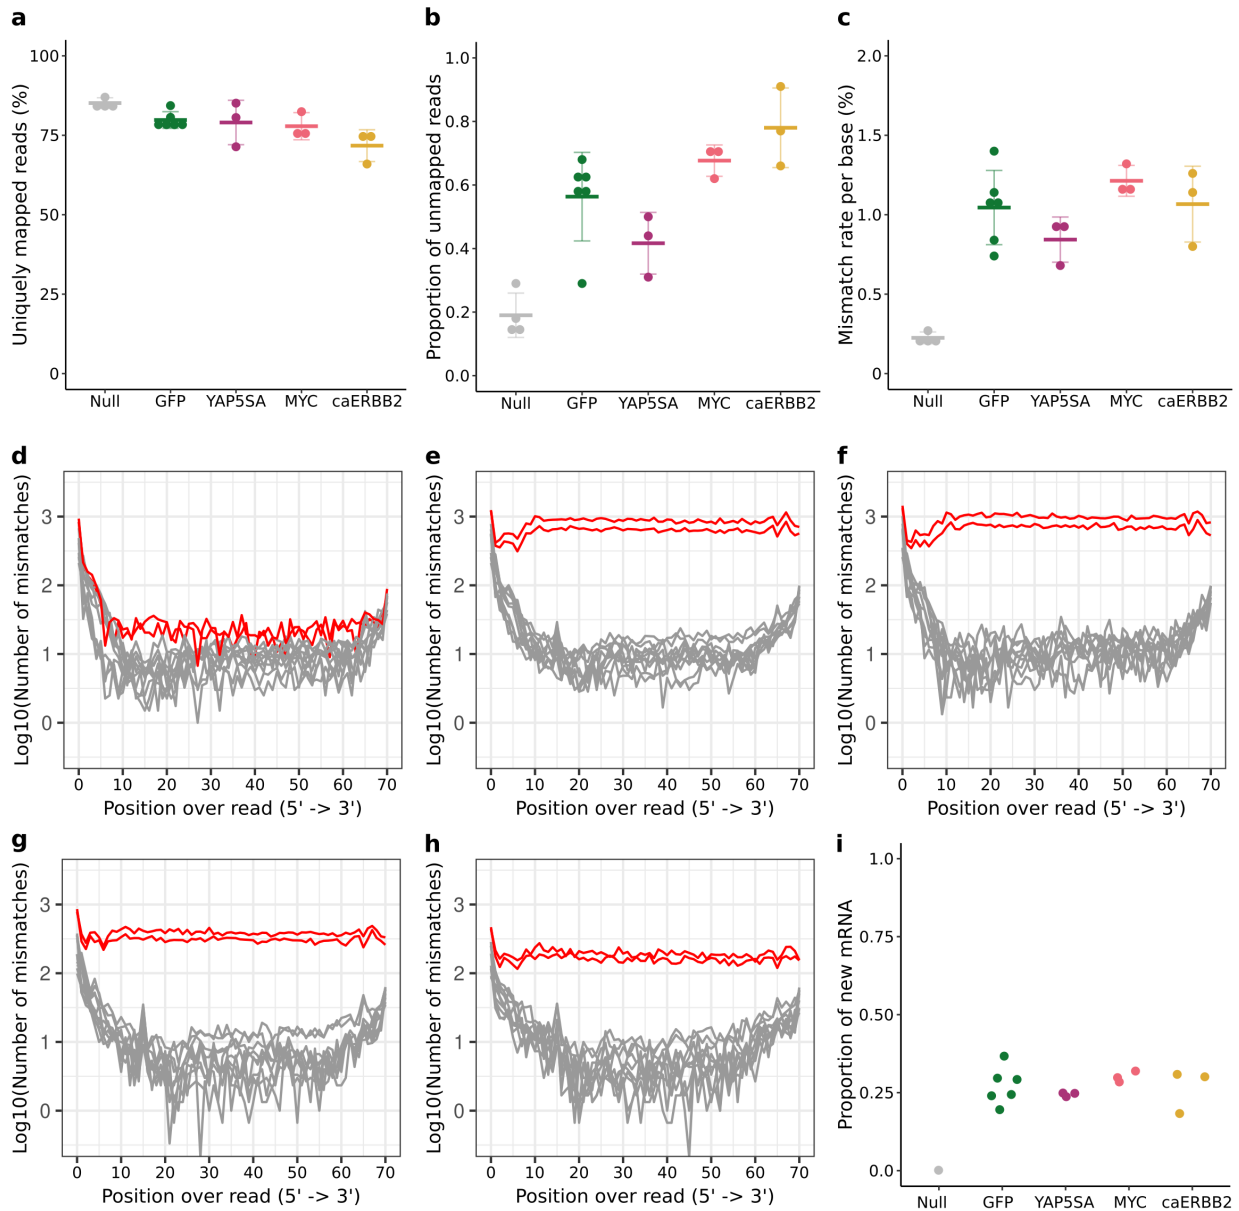 a
Uniquely mapped reads (%)
100
75
50
25
0
Null GFP YAP5SA MYC caERBB2
b
Proportion of unmapped reads
1.0
0.8
0.6
0.4
0.2
0.0
Null GFP YAP5SA MYC caERBB2
c
Mismatch rate per base (%)
2.0
1.5
1.0
0.5
0
Null GFP YAP5SA MYC caERBB2
d
Log10(Number of mismatches)
3
2
1
0
0 10 20 30 40 50 60 70
Position over read (5' -> 3')
e
Log10(Number of mismatches)
3
2
1
0
0 10 20 30 40 50 60 70
Position over read (5' -> 3')
f
Log10(Number of mismatches)
3
2
1
0
0 10 20 30 40 50 60 70
Position over read (5' -> 3')
g
Log10(Number of mismatches)
3
2
1
0
0 10 20 30 40 50 60 70
Position over read (5' -> 3')
h
Log10(Number of mismatches)
3
2
1
0
0 10 20 30 40 50 60 70
Position over read (5' -> 3')
i
Proportion of new mRNA
1.0
0.75
0.50
0.25
0.0
Null GFP YAP5SA MYC caERBB2